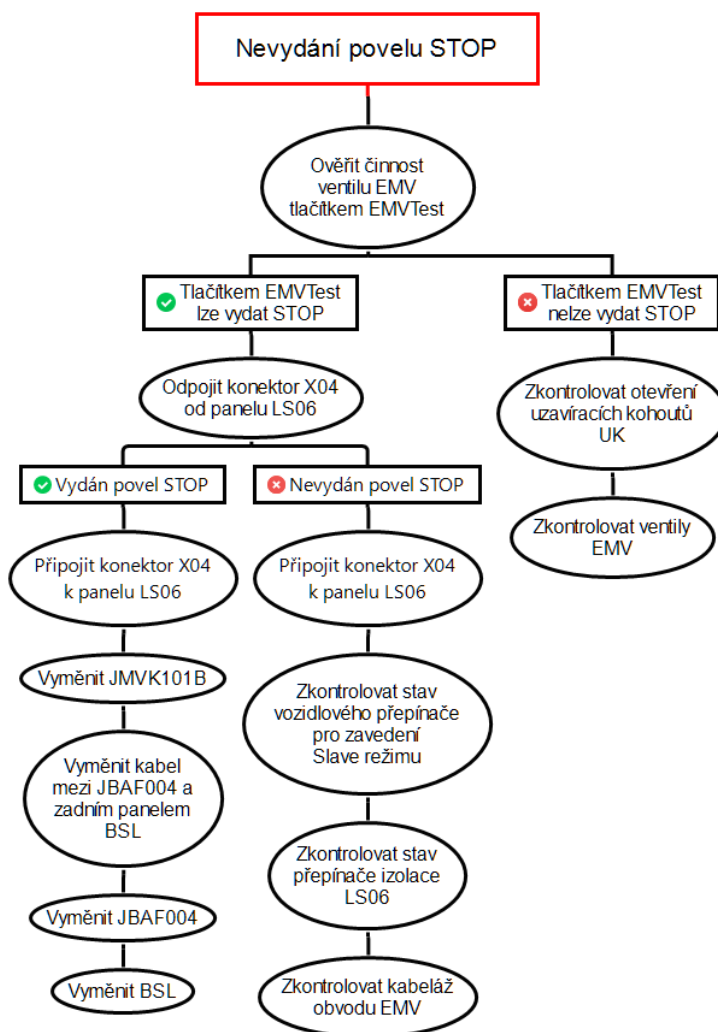 Nevydání povelu STOP
Ověřit činnost
ventilu EMV
tlačítkem EMVTest
Tlačítkem EMVTest
lze vydat STOP
Tlačítkem EMVTest
nelze vydat STOP
Odpojit konektor X04
od panelu LS06
Zkontrolovat otevření
uzavíracích kohoutů
UK
Vydán povel STOP
Nevydán povel STOP
Zkontrolovat ventily
EMV
Připojit konektor X04
k panelu LS06
Připojit konektor X04
k panelu LS06
Vyměnit JMVK101B
Zkontrolovat stav
vozidlového přepínače
pro zavedení
Slave režimu
Vyměnit kabel
mezi JBAF004 a
zadním panelem
BSL
Zkontrolovat stav
přepínače izolace
LS06
Vyměnit JBAF004
Vyměnit BSL
Zkontrolovat kabeláž
obvodu EMV